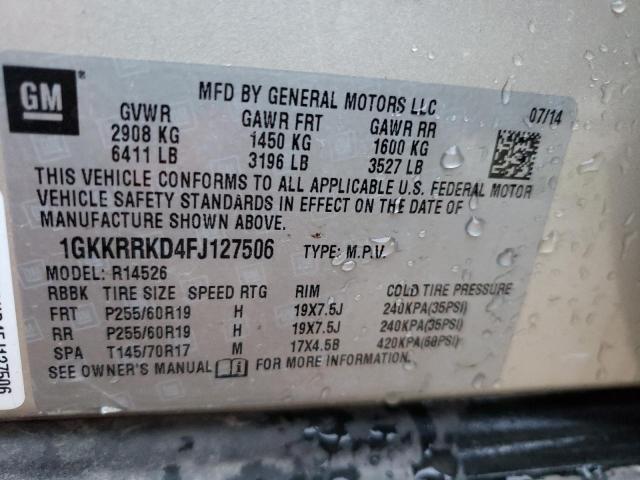 GM
MFD BY GENERAL MOTORS LLC
07/14
GVWR GAWR FRT GAWR RR
2908 KG 1450 KG 1600 KG
6411 LB 3196 LB 3527 LB
THIS VEHICLE CONFORMS TO ALL APPLICABLE U.S. FEDERAL MOTOR
VEHICLE SAFETY STANDARDS IN EFFECT ON THE DATE OF
MANUFACTURE SHOWN ABOVE.
1GKKRRKD4FJ127506 TYPE: M.P.V.
MODEL: R14526
RBBK TIRE SIZE SPEED RTG RIM COLD TIRE PRESSURE
FRT P255/60R19 H 19X7.5J 240KPA(35PSI)
RR P255/60R19 H 19X7.5J 240KPA(35PSI)
SPA T145/70R17 M 17X4.5B 420KPA(60PSI)
SEE OWNER'S MANUAL FOR MORE INFORMATION.